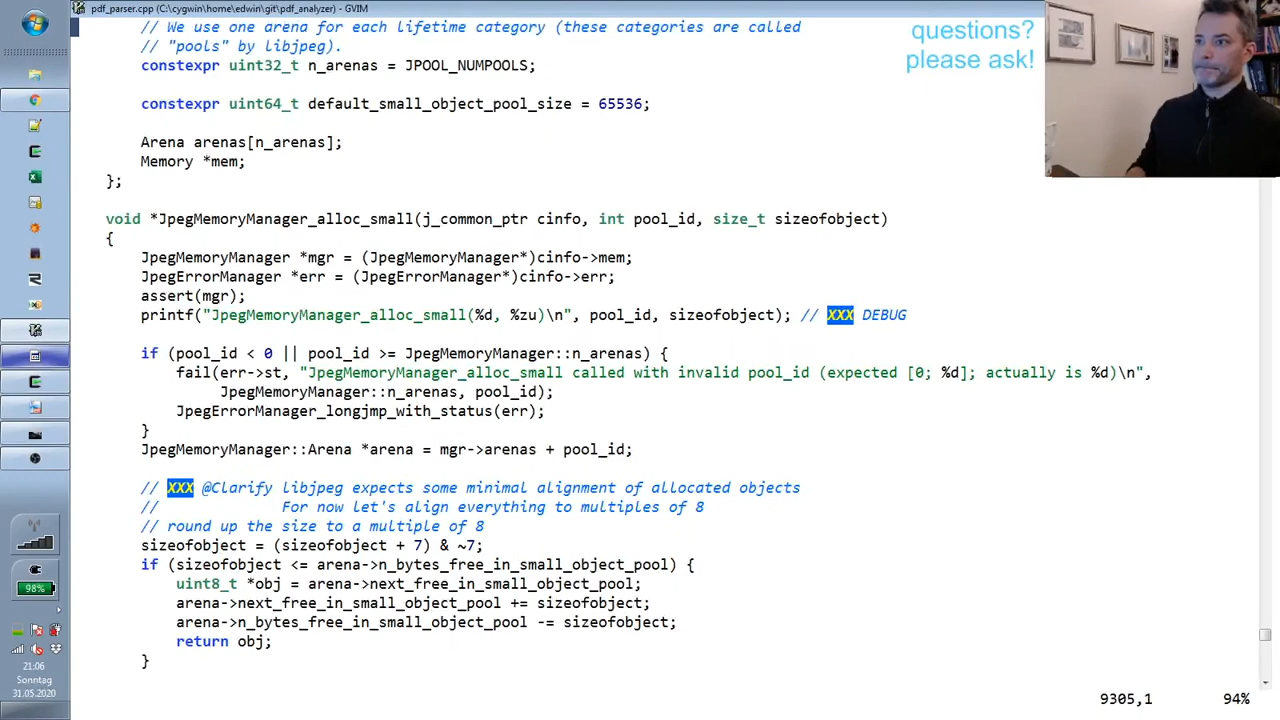 pdf_parser.cpp (C:\cygwin\home\edwin\git\pdf_analyzer) - GVIM
// We use one arena for each lifetime category (these categories are called
// "pools" by libjpeg).
constexpr uint32_t n_arenas = JPOOL_NUMPOOLS;
constexpr uint64_t default_small_object_pool_size = 65536;
Arena arenas[n_arenas];
Memory *mem;
};
questions?
please ask!
void *JpegMemoryManager_alloc_small(j_common_ptr cinfo, int pool_id, size_t sizeofobject)
{
JpegMemoryManager *mgr = (JpegMemoryManager*)cinfo->mem;
JpegErrorManager *err = (JpegErrorManager*)cinfo->err;
assert(mgr);
printf("JpegMemoryManager_alloc_small(%d, %zu)\n", pool_id, sizeofobject); // XXX DEBUG
if (pool_id < 0 || pool_id >= JpegMemoryManager::n_arenas) {
fail(err->st, "JpegMemoryManager_alloc_small called with invalid pool_id (expected [0; %d]; actually is %d)\n",
JpegMemoryManager::n_arenas, pool_id);
JpegErrorManager_longjmp_with_status(err);
}
JpegMemoryManager::Arena *arena = mgr->arenas + pool_id;
// XXX @Clarify libjpeg expects some minimal alignment of allocated objects
// For now let's align everything to multiples of 8
// round up the size to a multiple of 8
sizeofobject = (sizeofobject + 7) & ~7;
if (sizeofobject <= arena->n_bytes_free_in_small_object_pool) {
uint8_t *obj = arena->next_free_in_small_object_pool;
arena->next_free_in_small_object_pool += sizeofobject;
arena->n_bytes_free_in_small_object_pool -= sizeofobject;
return obj;
}
9305,1 94%
98%
21:06
Sonntag
31.05.2020